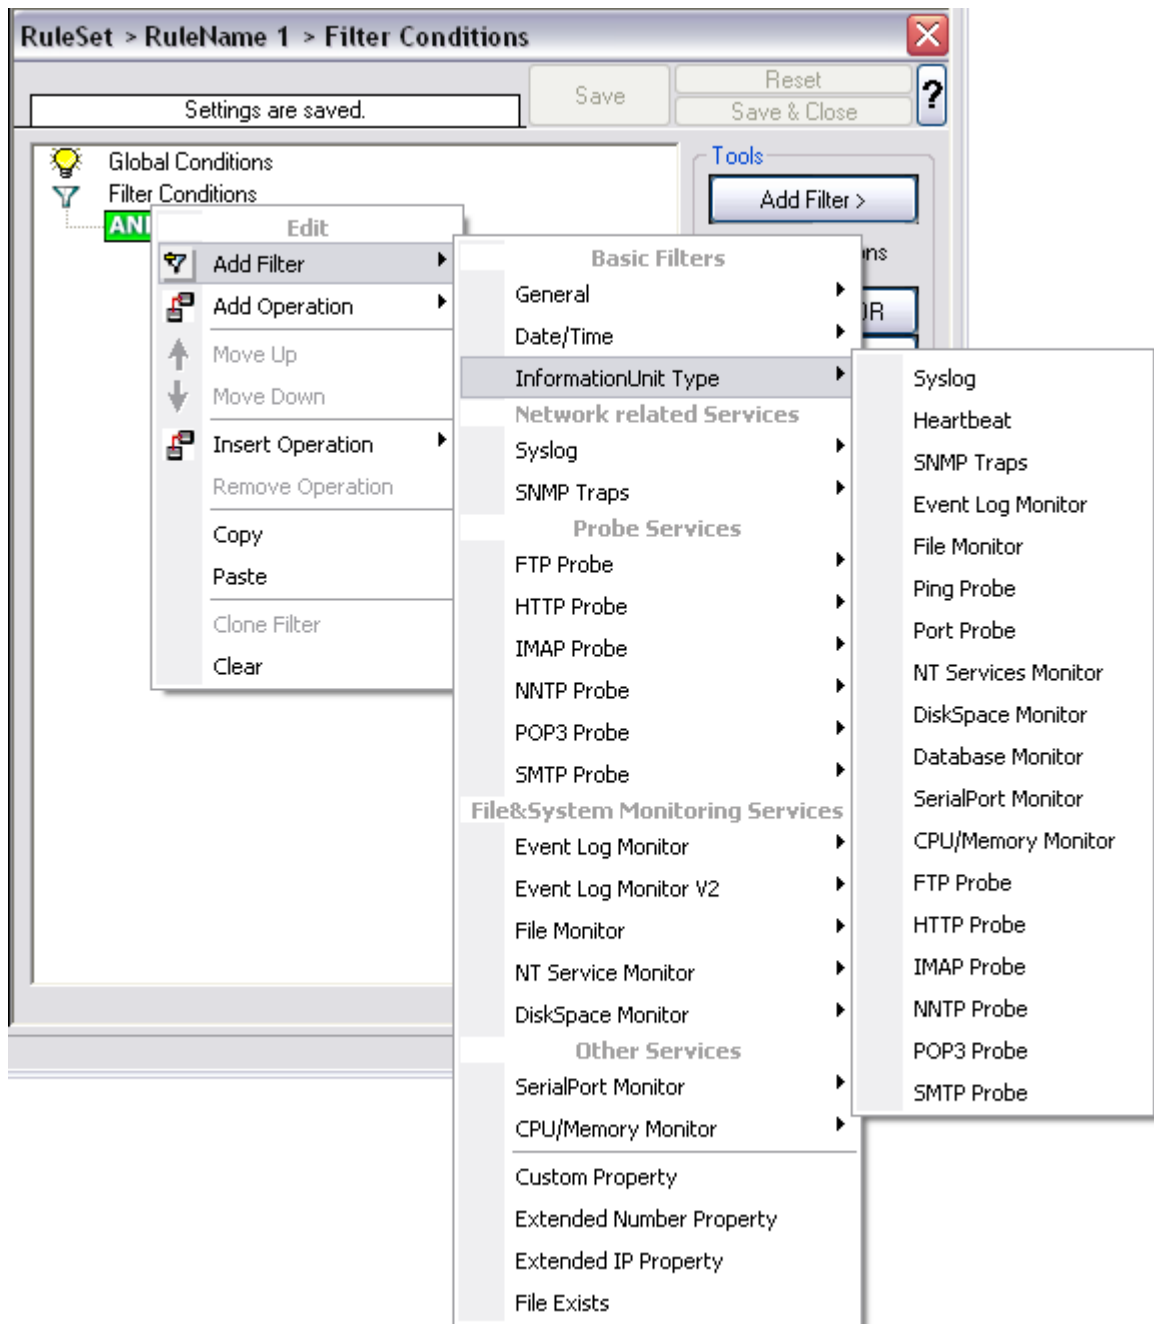 RuleSet > RuleName 1 > Filter Conditions
Save
Reset
Save & Close
?
Settings are saved.
Global Conditions
Filter Conditions
Tools
Add Filter >
Edit
Add Filter
Add Operation
Move Up
Move Down
Insert Operation
Remove Operation
Copy
Paste
Clone Filter
Clear
Basic Filters
General
Date/Time
InformationUnit Type
Network related Services
Syslog
SNMP Traps
Probe Services
FTP Probe
HTTP Probe
IMAP Probe
NNTP Probe
POP3 Probe
SMTP Probe
File&System Monitoring Services
Event Log Monitor
Event Log Monitor V2
File Monitor
NT Service Monitor
DiskSpace Monitor
Other Services
SerialPort Monitor
CPU/Memory Monitor
Custom Property
Extended Number Property
Extended IP Property
File Exists
Syslog
Heartbeat
SNMP Traps
Event Log Monitor
File Monitor
Ping Probe
Port Probe
NT Services Monitor
DiskSpace Monitor
Database Monitor
SerialPort Monitor
CPU/Memory Monitor
FTP Probe
HTTP Probe
IMAP Probe
NNTP Probe
POP3 Probe
SMTP Probe